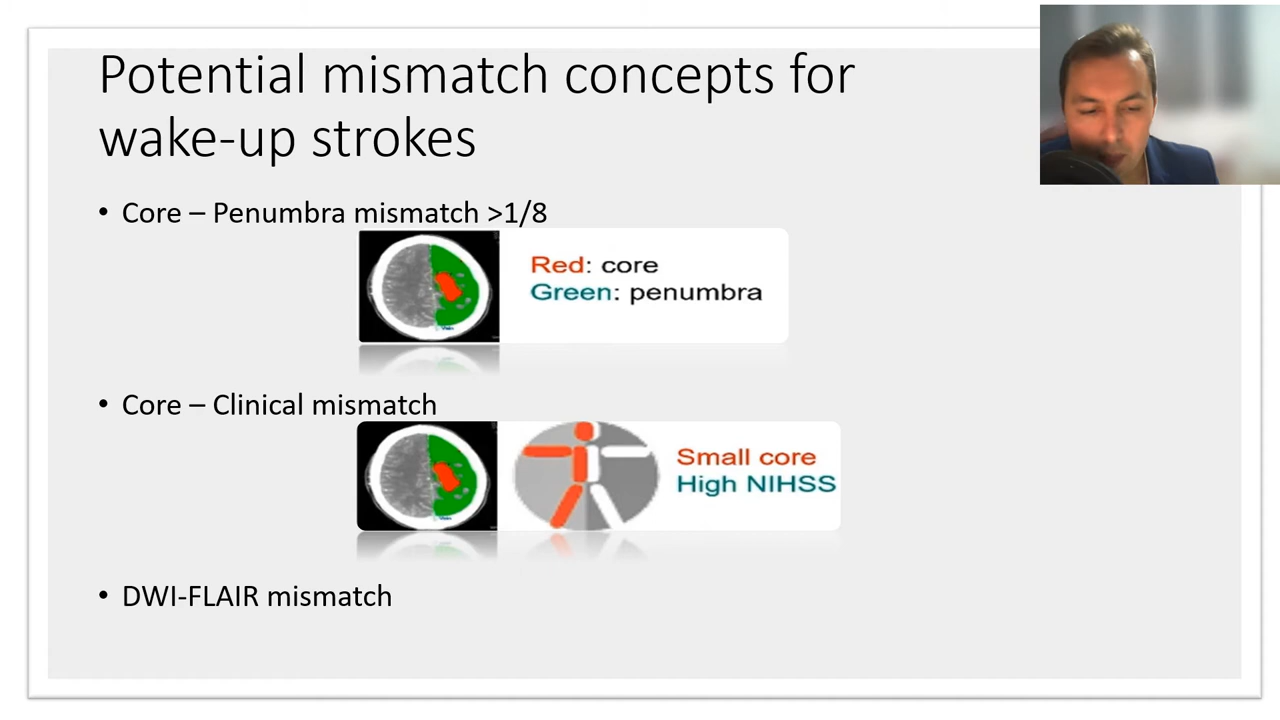 Potential mismatch concepts for
wake-up strokes
• Core – Penumbra mismatch >1/8
Red: core
Green: penumbra
• Core – Clinical mismatch
Small core
High NIHSS
• DWI-FLAIR mismatch